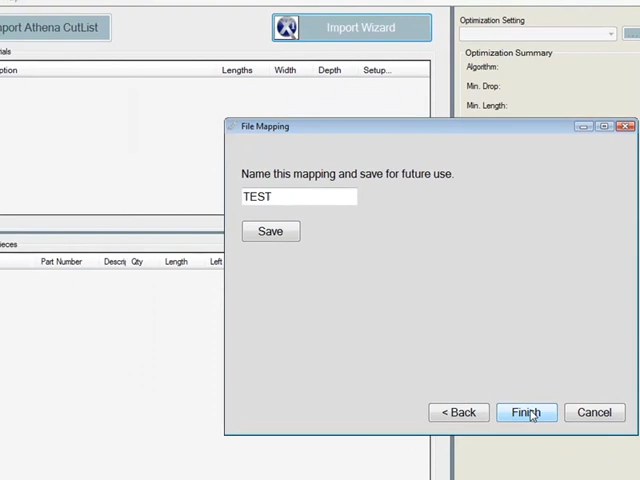 port Athena CutList
Import Wizard
Optimization Setting
...
ials
ption Lengths Width Depth Setup...
Optimization Summary
Algorithm:
Min. Drop:
Min. Length:
File Mapping
Name this mapping and save for future use.
TEST
Save
ieces
Part Number Descri Qty Length Left
< Back Finish Cancel